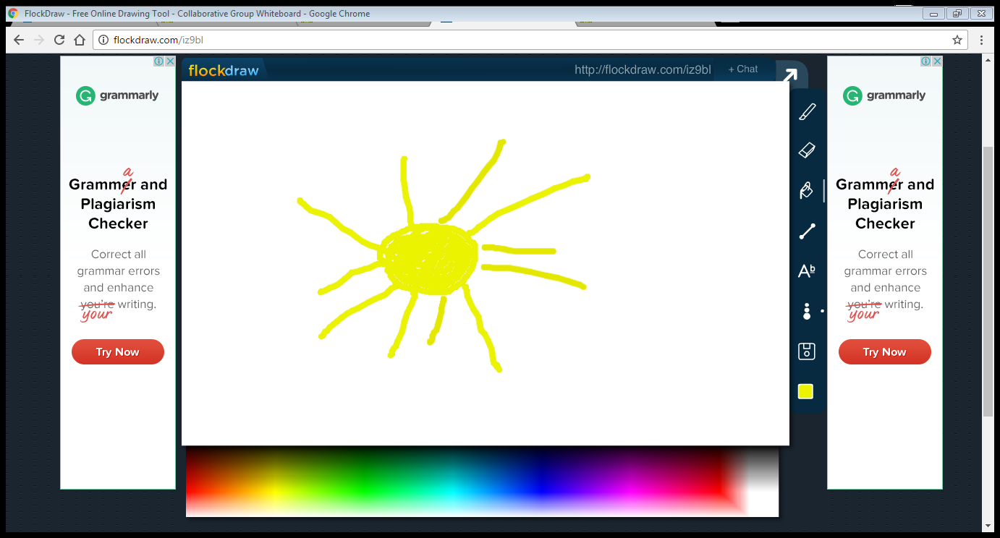 FlockDraw - Free Online Drawing Tool - Collaborative Group Whiteboard - Google Chrome
flockdraw.com/iz9bl
flockdraw
http://flockdraw.com/iz9bl
+ Chat
grammarly
a
Grammer and
Plagiarism
Checker
Correct all
grammar errors
and enhance
you're writing.
your
Try Now
A b
grammarly
a
Grammer and
Plagiarism
Checker
Correct all
grammar errors
and enhance
you're writing.
your
Try Now